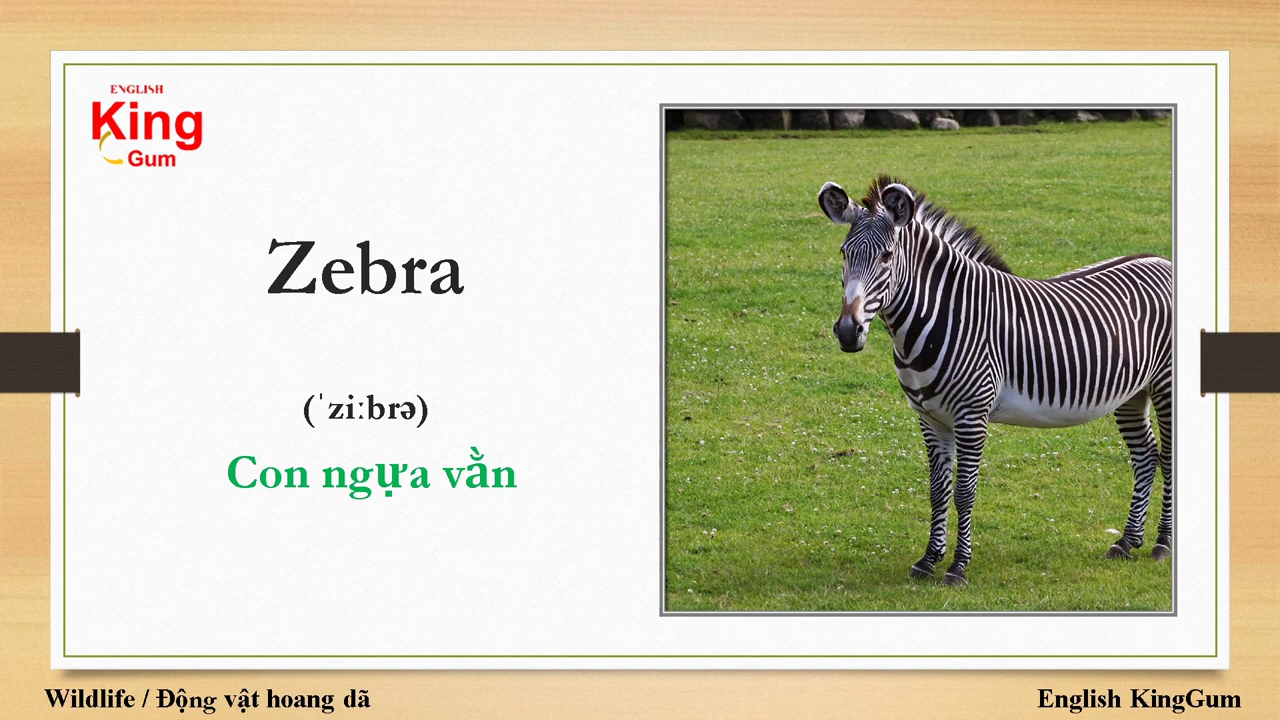 ENGLISH
King
Gum
Zebra
(ˈziːbrə)
Con ngựa vằn
Wildlife / Động vật hoang dã
English KingGum